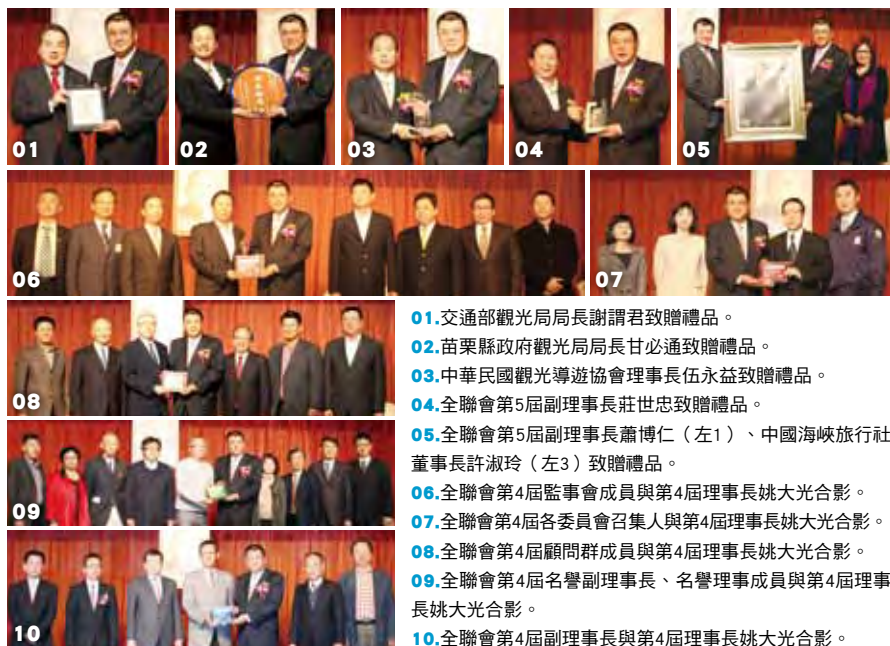 01
02
03
04
05
06
07
08
09
10
01.交通部觀光局局長謝謂君致贈禮品。
02.苗栗縣政府觀光局局長甘必通致贈禮品。
03.中華民國觀光導遊協會理事長伍永益致贈禮品。
04.全聯會第5屆副理事長莊世忠致贈禮品。
05.全聯會第5屆副理事長蕭博仁（左1）、中國海峽旅行社
董事長許淑玲（左3）致贈禮品。
06.全聯會第4屆監事會成員與第4屆理事長姚大光合影。
07.全聯會第4屆各委員會召集人與第4屆理事長姚大光合影。
08.全聯會第4屆顧問群成員與第4屆理事長姚大光合影。
09.全聯會第4屆名譽副理事長、名譽理事成員與第4屆理事
長姚大光合影。
10.全聯會第4屆副理事長與第4屆理事長姚大光合影。